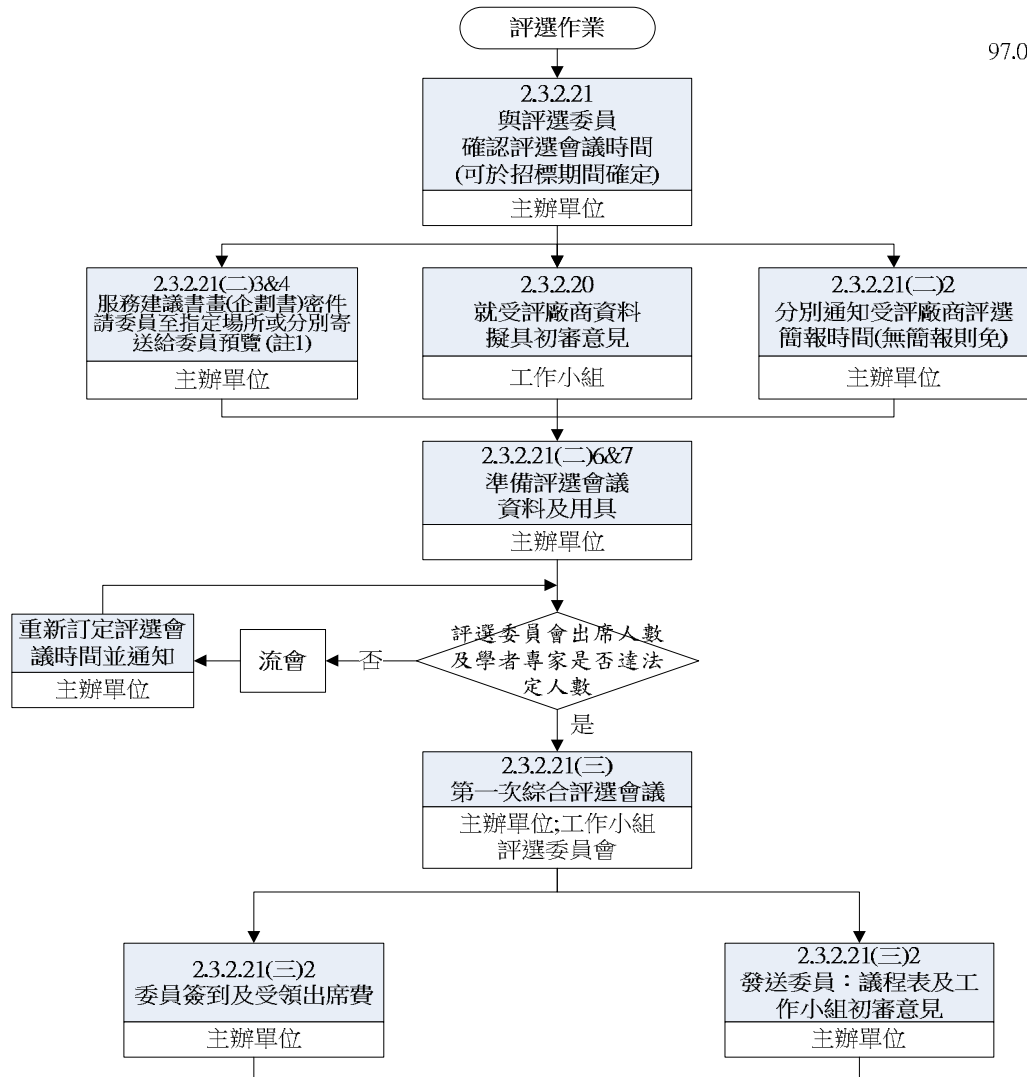 評選作業
97.0
2.3.2.21
與評選委員
確認評選會議時間
(可於招標期間確定)
主辦單位
2.3.2.21(二)3&4
服務建議書畫(企劃書)密件
請委員至指定場所或分別寄
送給委員預覽(註1)
主辦單位
2.3.2.20
就受評廠商資料
擬具初審意見
工作小組
2.3.2.21(二)2
分別通知受評廠商評選
簡報時間(無簡報則免)
主辦單位
2.3.2.21(二)6&7
準備評選會議
資料及用具
主辦單位
重新訂定評選會
議時間並通知
主辦單位
流會
否
評選委員會出席人數
及學者專家是否達法
定人數
是
2.3.2.21(三)
第一次綜合評選會議
主辦單位;工作小組
評選委員會
2.3.2.21(三)2
委員簽到及受領出席費
主辦單位
2.3.2.21(三)2
發送委員：議程表及工
作小組初審意見
主辦單位